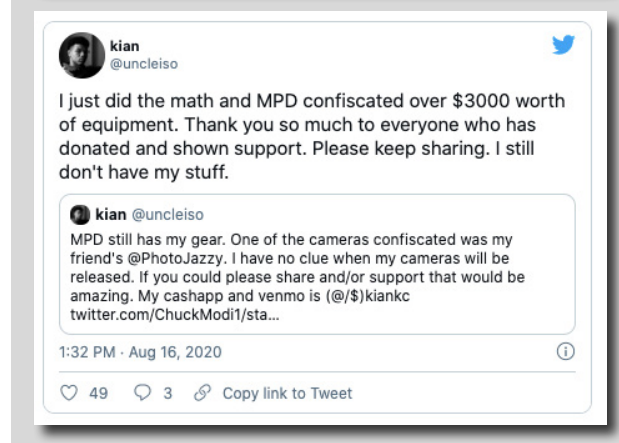 kian
@uncleiso
I just did the math and MPD confiscated over $3000 worth
of equipment. Thank you so much to everyone who has
donated and shown support. Please keep sharing. I still
don't have my stuff.
kian @uncleiso
MPD still has my gear. One of the cameras confiscated was my
friend's @PhotoJazzy. I have no clue when my cameras will be
released. If you could please share and/or support that would be
amazing. My cashapp and venmo is (@/$)kiankc
twitter.com/ChuckModi1/sta...
1:32 PM · Aug 16, 2020
49 3 Copy link to Tweet